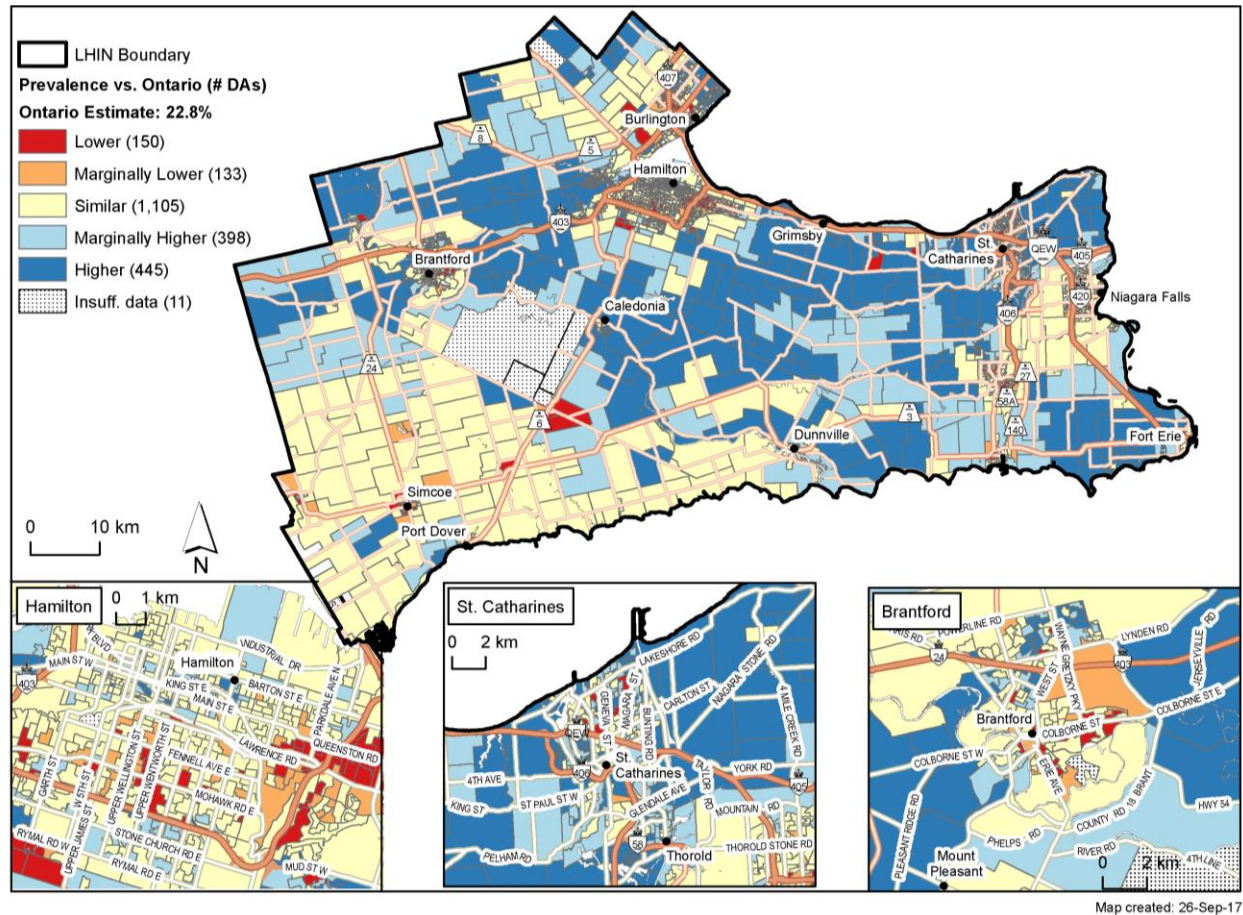 LHIN Boundary
Prevalence vs. Ontario (# DAs)
Ontario Estimate: 22.8%
Lower (150)
Marginally Lower (133)
Similar (1,105)
Marginally Higher (398)
Higher (445)
Insuff. data (11)
407
Burlington
8
5
Hamilton
403
Grimsby
St.
Catharines
QEW
405
Brantford
420
Niagara Falls
Caledonia
406
24
27
58A
6
3
140
Dunnville
Fort Erie
Simcoe
Port Dover
0 10 km
N
Hamilton
0 1 km
INDUSTRIAL DR
Hamilton
MAIN ST W
403
KING ST E
BARTON ST E
MAIN ST E
PARKDALE AVE N
QUEENSTON RD
LAWRENCE RD
FENNELL AVE E
GARTH ST
W 5TH ST
UPPER WELLINGTON ST
UPPER WENTWORTH ST
MOHAWK RD E
UPPER JAMES ST
STONE CHURCH RD E
RYMAL RD W
RYMAL RD E
MUD ST W
St. Catharines
0 2 km
LAKESHORE RD
GENEVA ST
NIAGARA ST
BUNTING RD
CARLTON ST
NIAGARA STONE RD
4 MILE CREEK RD
QEW
406
St.
Catharines
4TH AVE
YORK RD
405
KING ST
ST PAUL ST W
GLENDALE AVE
TAYLOR RD
MOUNTAIN RD
58
PELHAM RD
Thorold
THOROLD STONE RD
Brantford
POWERLINE RD
24
WAYNE GRETZKY PKY
LYNDEN RD
403
WEST ST
JERSEYVILLE RD
COLBORNE ST E
Brantford
COLBORNE ST
COLBORNE ST W
ERIE AVE
COUNTY RD 18 BRANT
HWY 54
PLEASANT RIDGE RD
PHELPS RD
RIVER RD
4TH LINE
Mount
Pleasant
0 2 km
Map created: 26-Sep-17